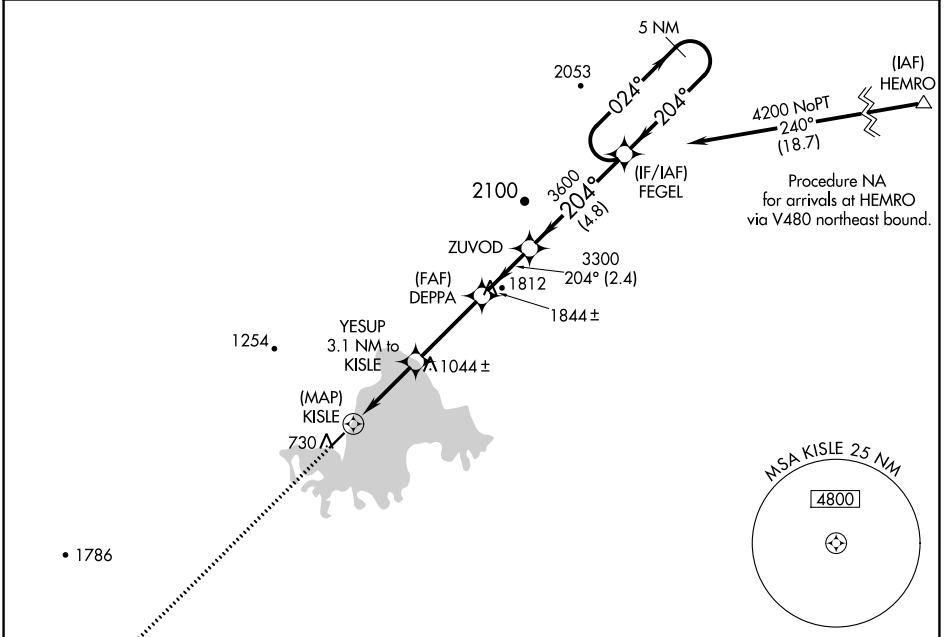 5 NM
2053
(IAF)
HEMRO
024°
204°
4200 NoPT
240°
(18.7)
(IF/IAF)
FEGEL
Procedure NA
for arrivals at HEMRO
via V480 northeast bound.
2100
3600
204°
(4.8)
ZUVOD
3300
204° (2.4)
(FAF)
DEPPA
1812
1844±
1254
YESUP
3.1 NM to
KISLE
1044±
(MAP)
KISLE
730
MSA KISLE 25 NM
4800
1786